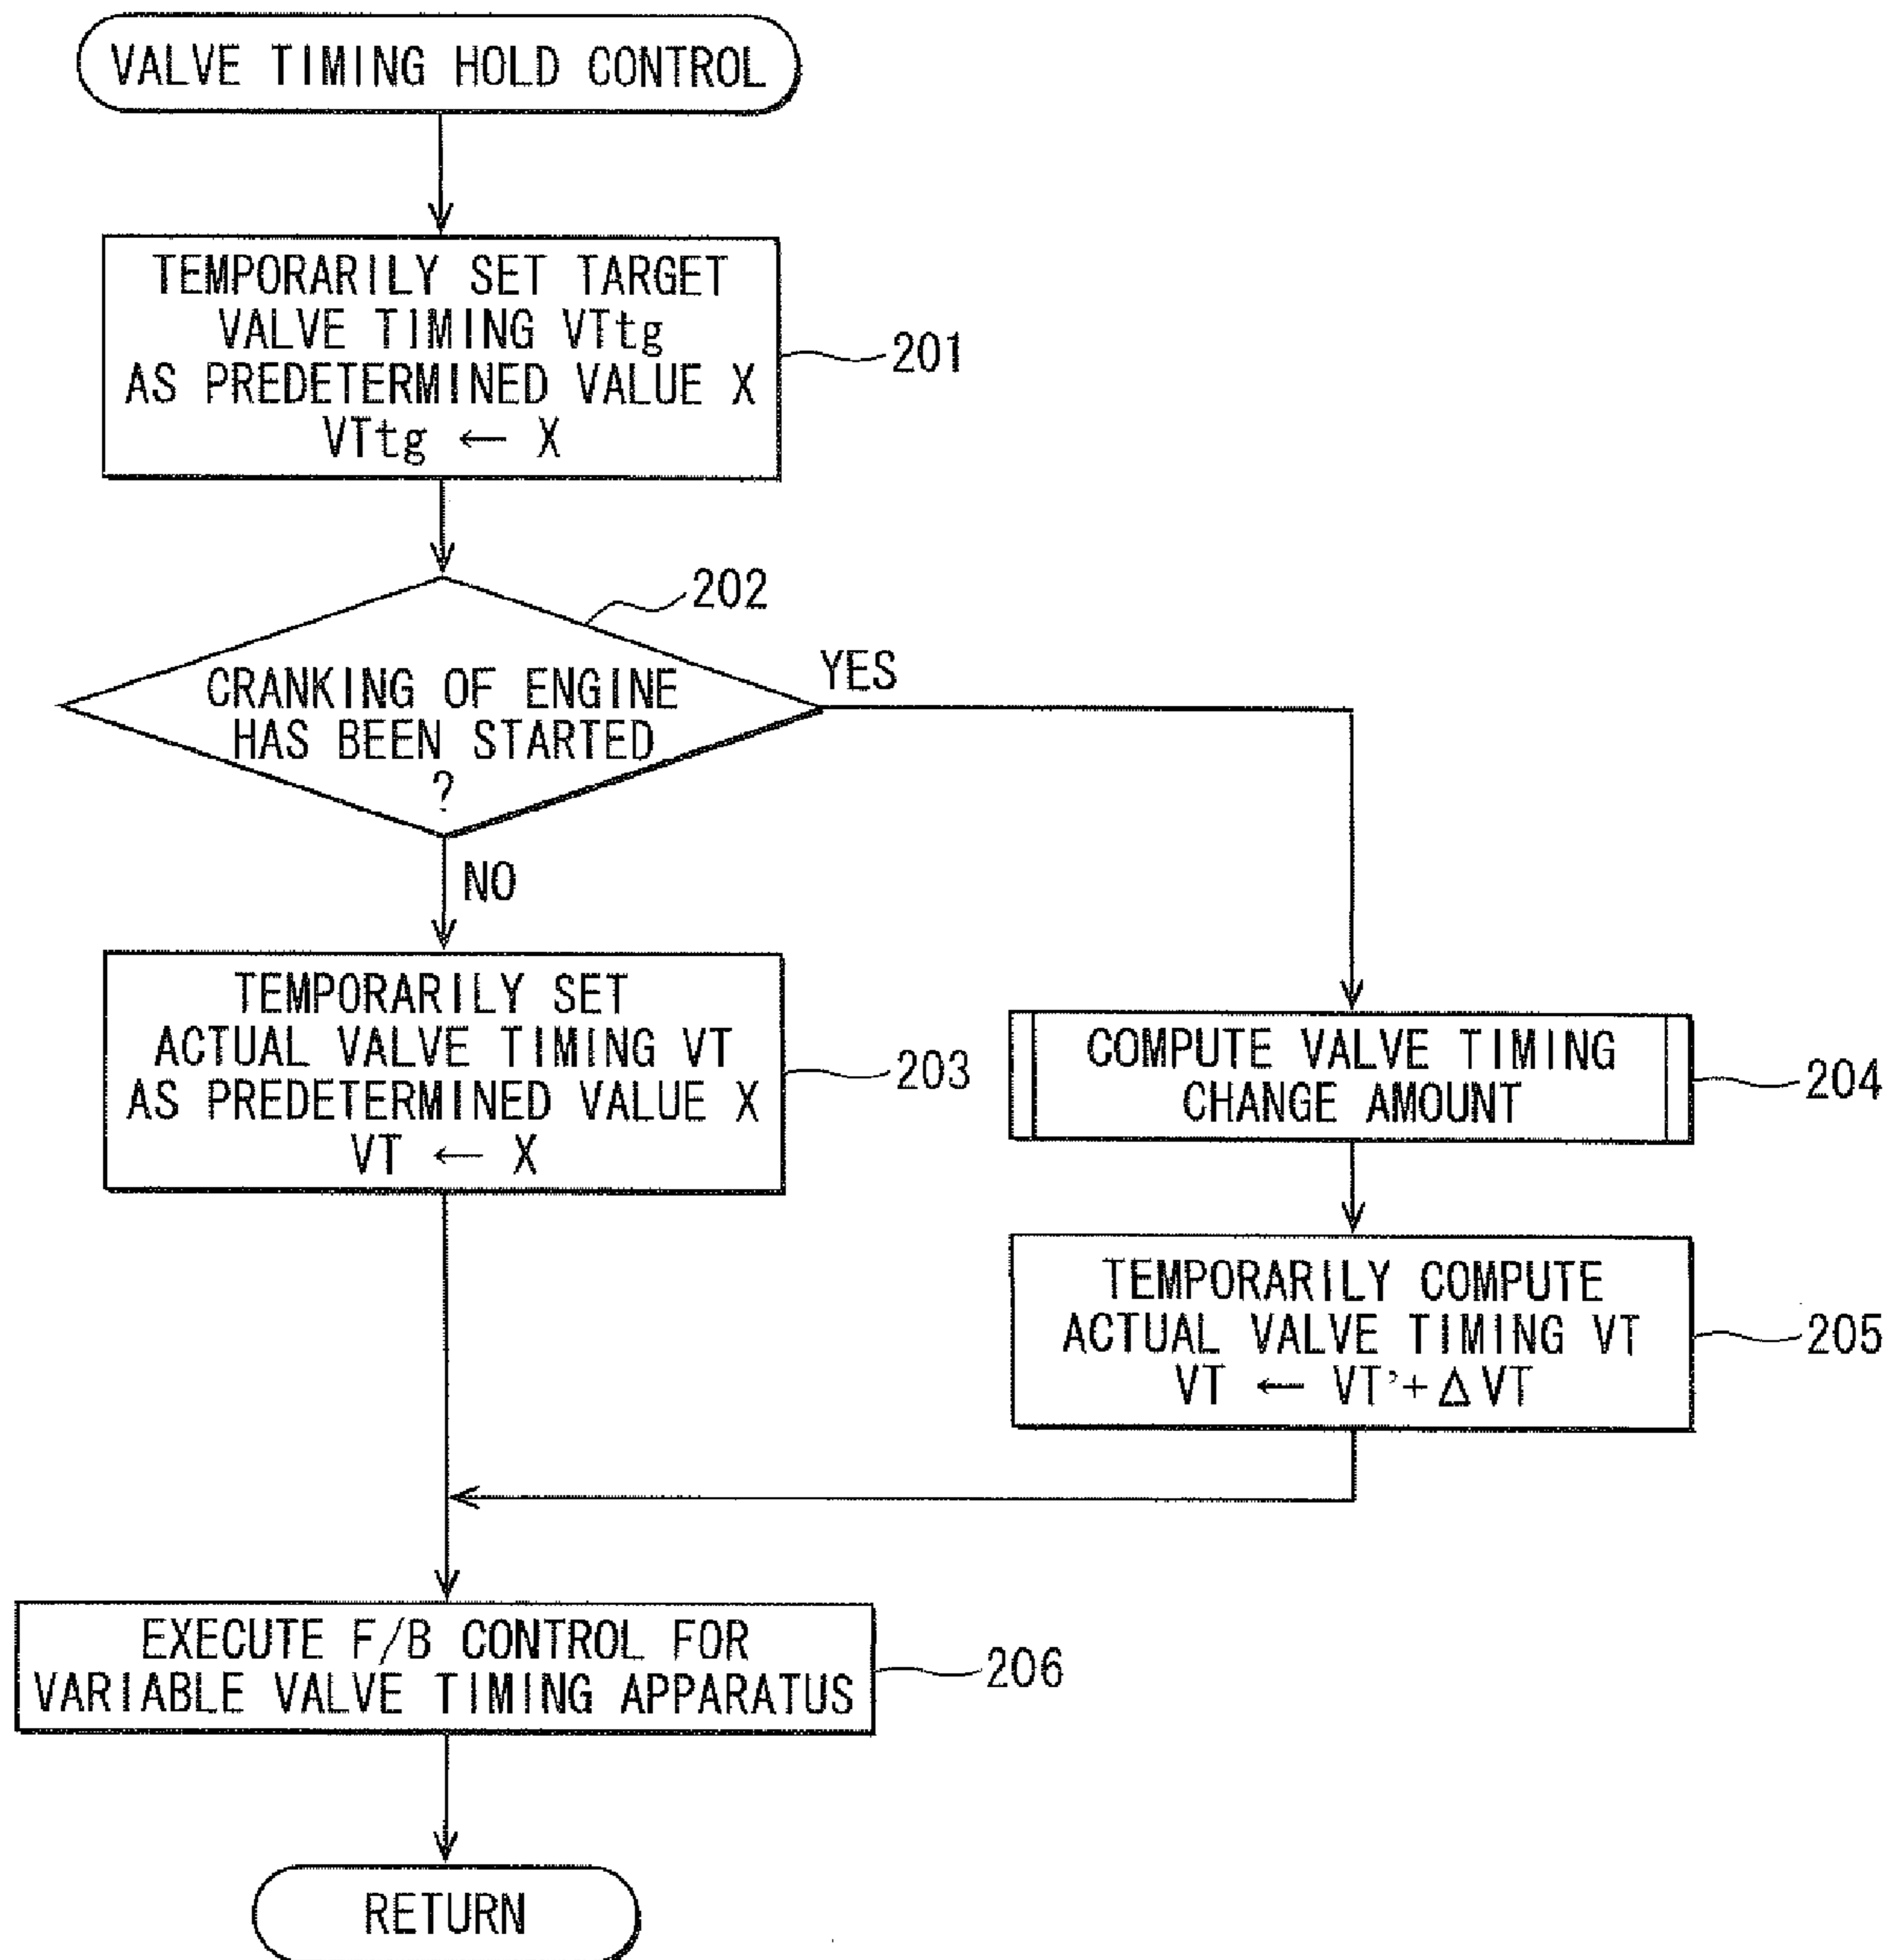 VALVE TIMING HOLD CONTROL
TEMPORARILY SET TARGET
VALVE TIMING VTtg
AS PREDETERMINED VALUE X
VTtg ← X
201
202
CRANKING OF ENGINE
HAS BEEN STARTED
?
YES
NO
TEMPORARILY SET
ACTUAL VALVE TIMING VT
AS PREDETERMINED VALUE X
VT ← X
203
COMPUTE VALVE TIMING
CHANGE AMOUNT
204
TEMPORARILY COMPUTE
ACTUAL VALVE TIMING VT
VT ← VT'+ΔVT
205
EXECUTE F/B CONTROL FOR
VARIABLE VALVE TIMING APPARATUS
206
RETURN